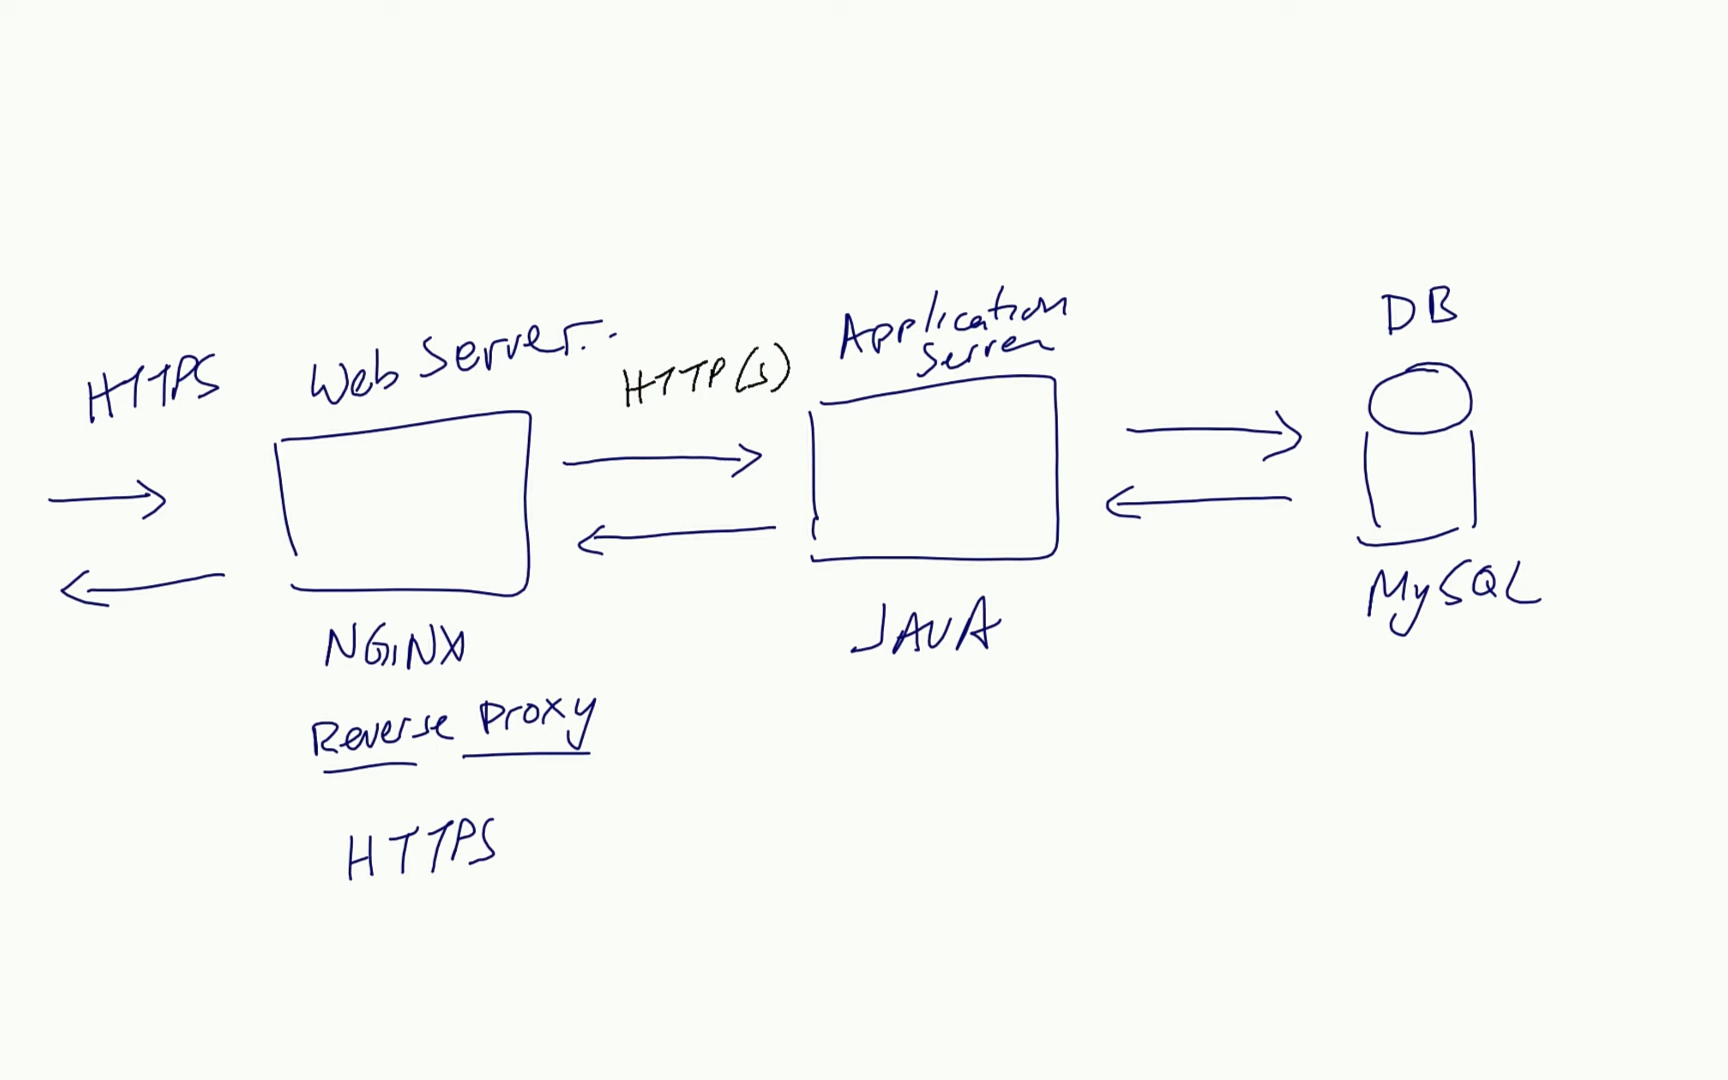 HTTPS
Web Server
HTTP(s)
Application
Server
DB
NGINX
Reverse Proxy
HTTPS
JAVA
MySQL